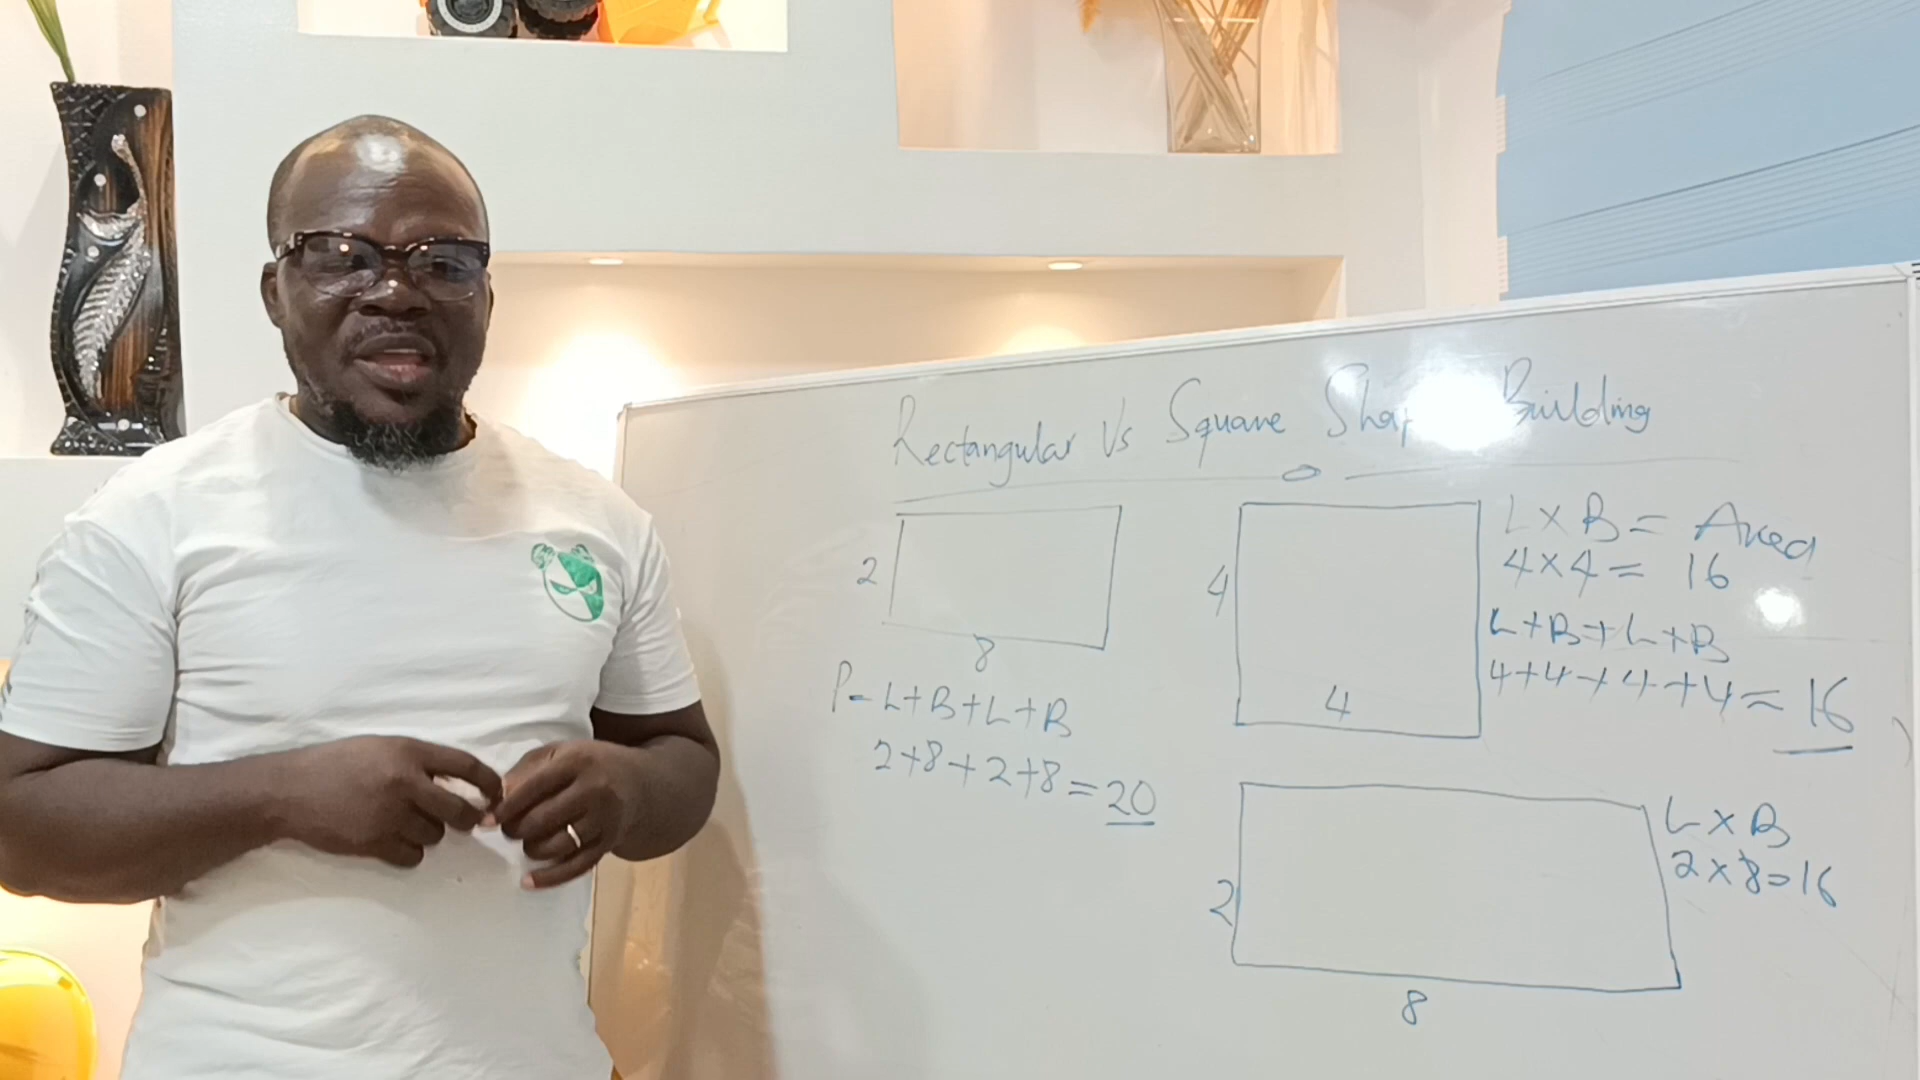 Rectangular Vs Square Shap Building
2
8
P = L+B+L+B
2+8+2+8=20
4
4
L×B= Area
4×4= 16
L+B+L+B
4+4+4+4=16
2
8
L×B
2×8=16